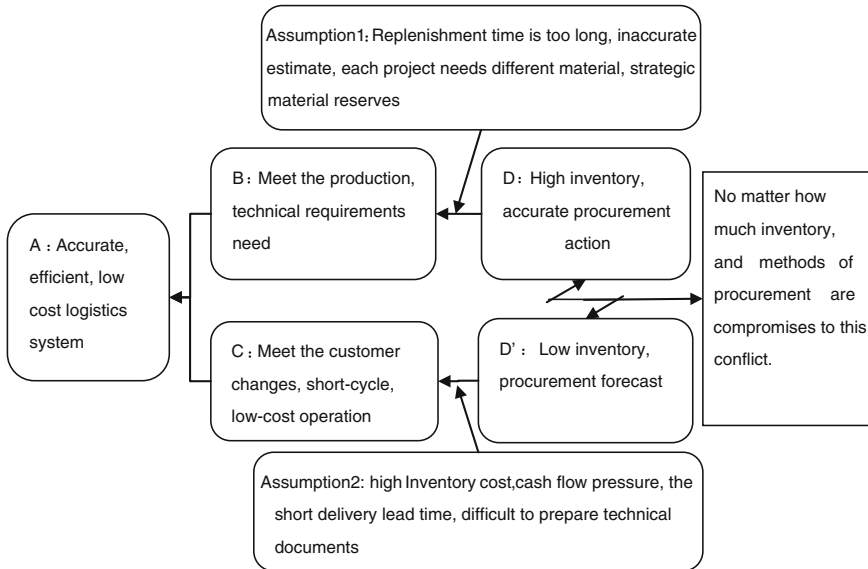 Assumption1: Replenishment time is too long, inaccurate
estimate, each project needs different material, strategic
material reserves
B: Meet the production,
technical requirements
need
D: High inventory,
accurate procurement
action
No matter how
much inventory,
and methods of
procurement are
compromises to this
conflict.
A : Accurate,
efficient, low
cost logistics
system
C : Meet the customer
changes, short-cycle,
low-cost operation
D’: Low inventory,
procurement forecast
Assumption2: high Inventory cost,cash flow pressure, the
short delivery lead time, difficult to prepare technical
documents